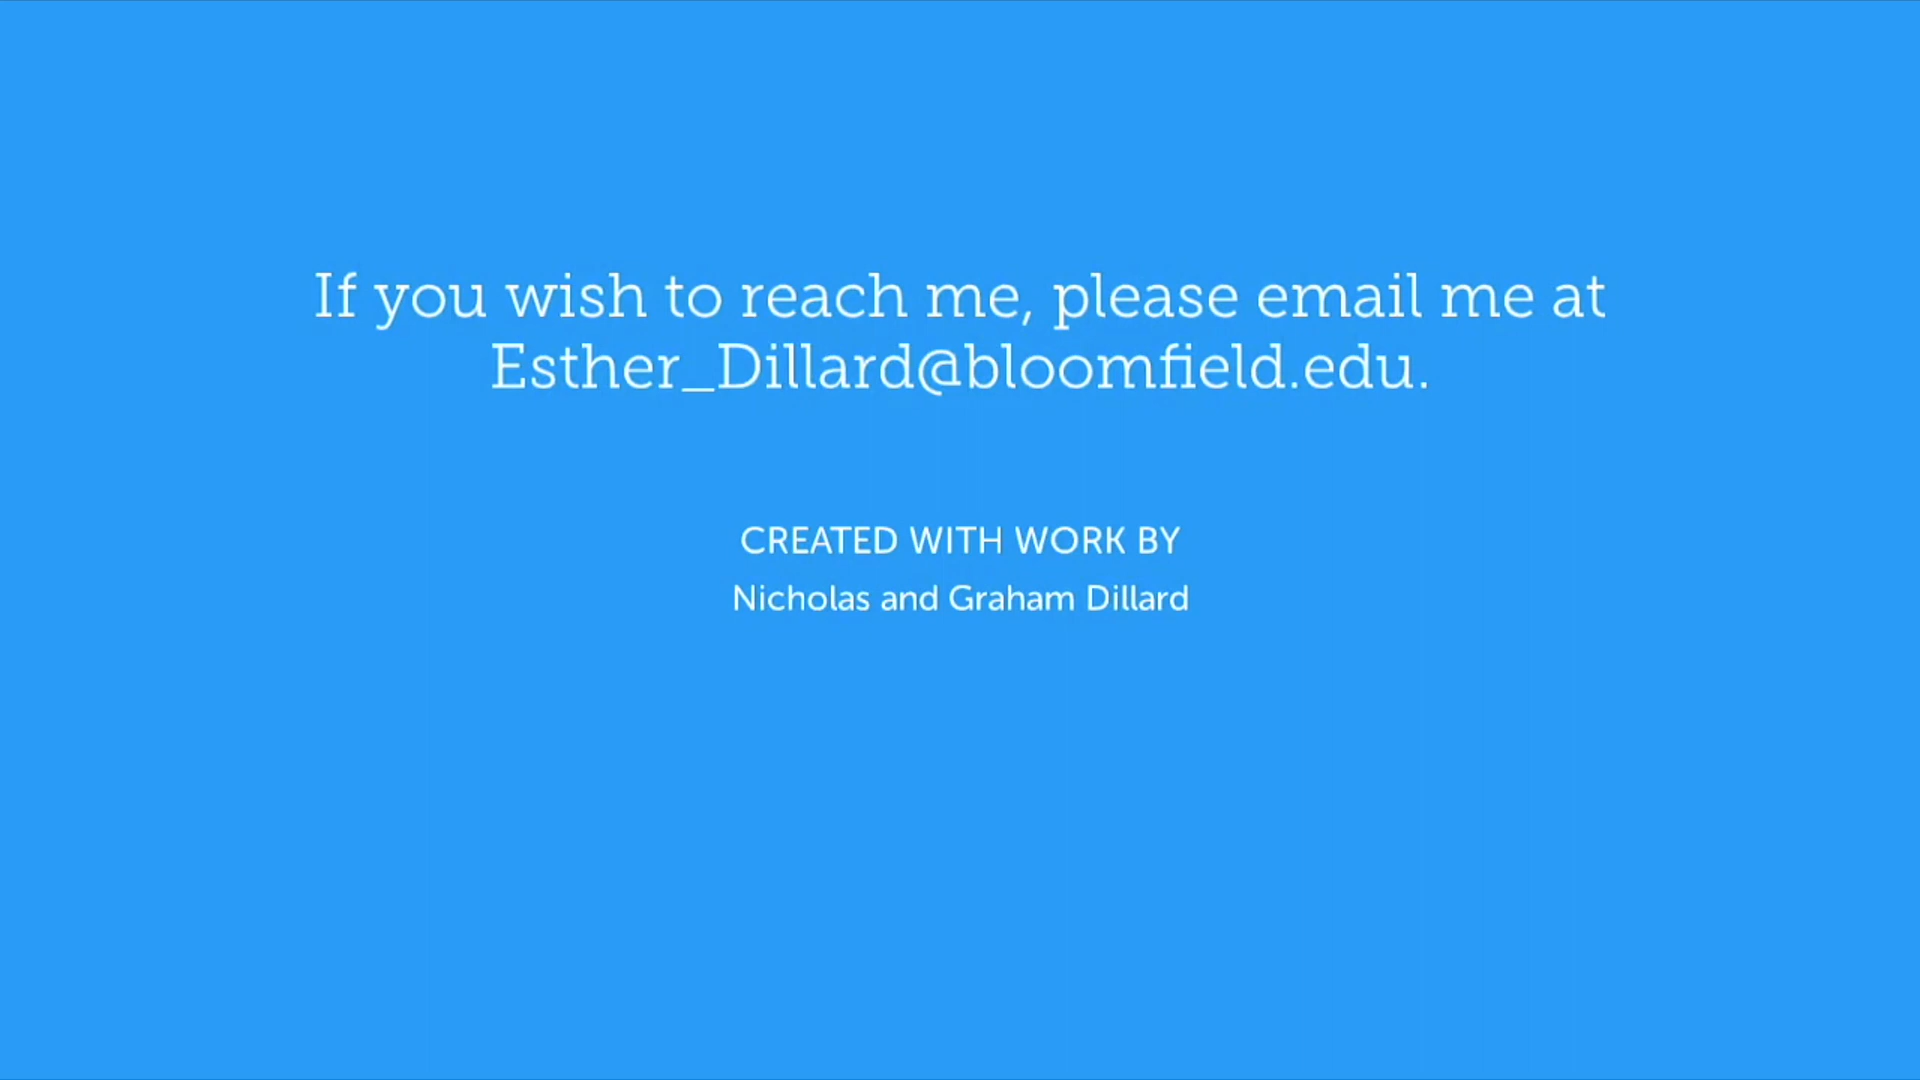 If you wish to reach me, please email me at
Esther_Dillard@bloomfield.edu.
CREATED WITH WORK BY
Nicholas and Graham Dillard